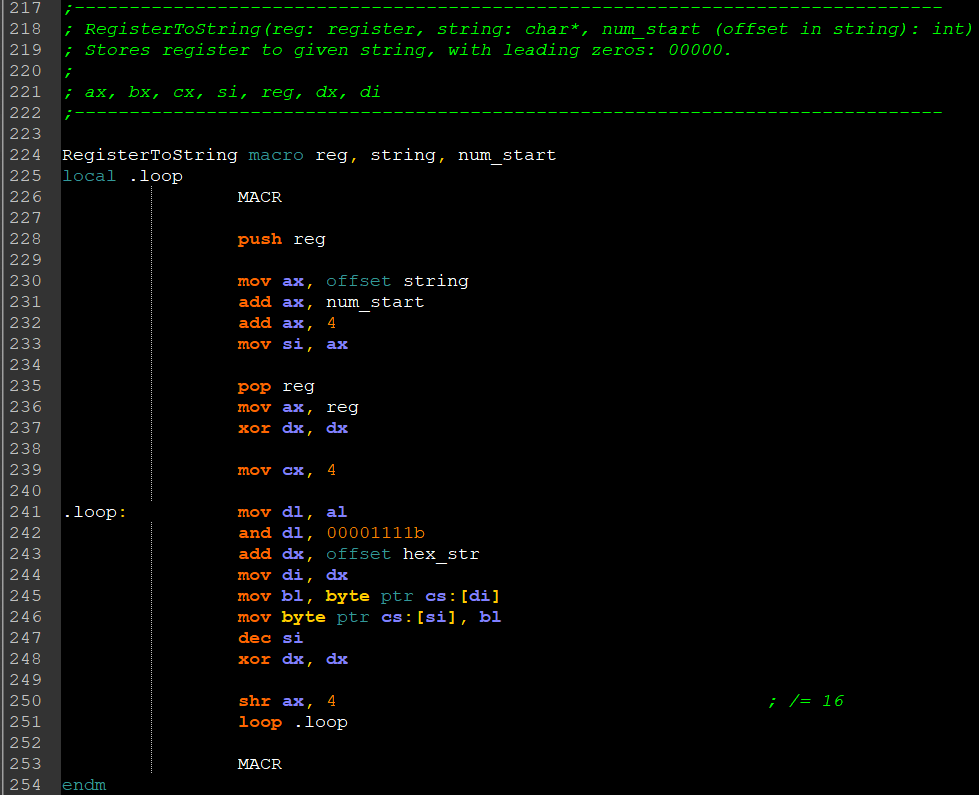 217 ;-------------------------------------------------------------------------------
218 ; RegisterToString(reg: register, string: char*, num_start (offset in string): int)
219 ; Stores register to given string, with leading zeros: 00000.
220 ;
221 ; ax, bx, cx, si, reg, dx, di
222 ;-------------------------------------------------------------------------------
223
224 RegisterToString macro reg, string, num_start
225 local .loop
226                 MACR
227
228                 push reg
229
230                 mov ax, offset string
231                 add ax, num_start
232                 add ax, 4
233                 mov si, ax
234
235                 pop reg
236                 mov ax, reg
237                 xor dx, dx
238
239                 mov cx, 4
240
241 .loop:          mov dl, al
242                 and dl, 00001111b
243                 add dx, offset hex_str
244                 mov di, dx
245                 mov bl, byte ptr cs:[di]
246                 mov byte ptr cs:[si], bl
247                 dec si
248                 xor dx, dx
249
250                 shr ax, 4                                       ; /= 16
251                 loop .loop
252
253                 MACR
254 endm